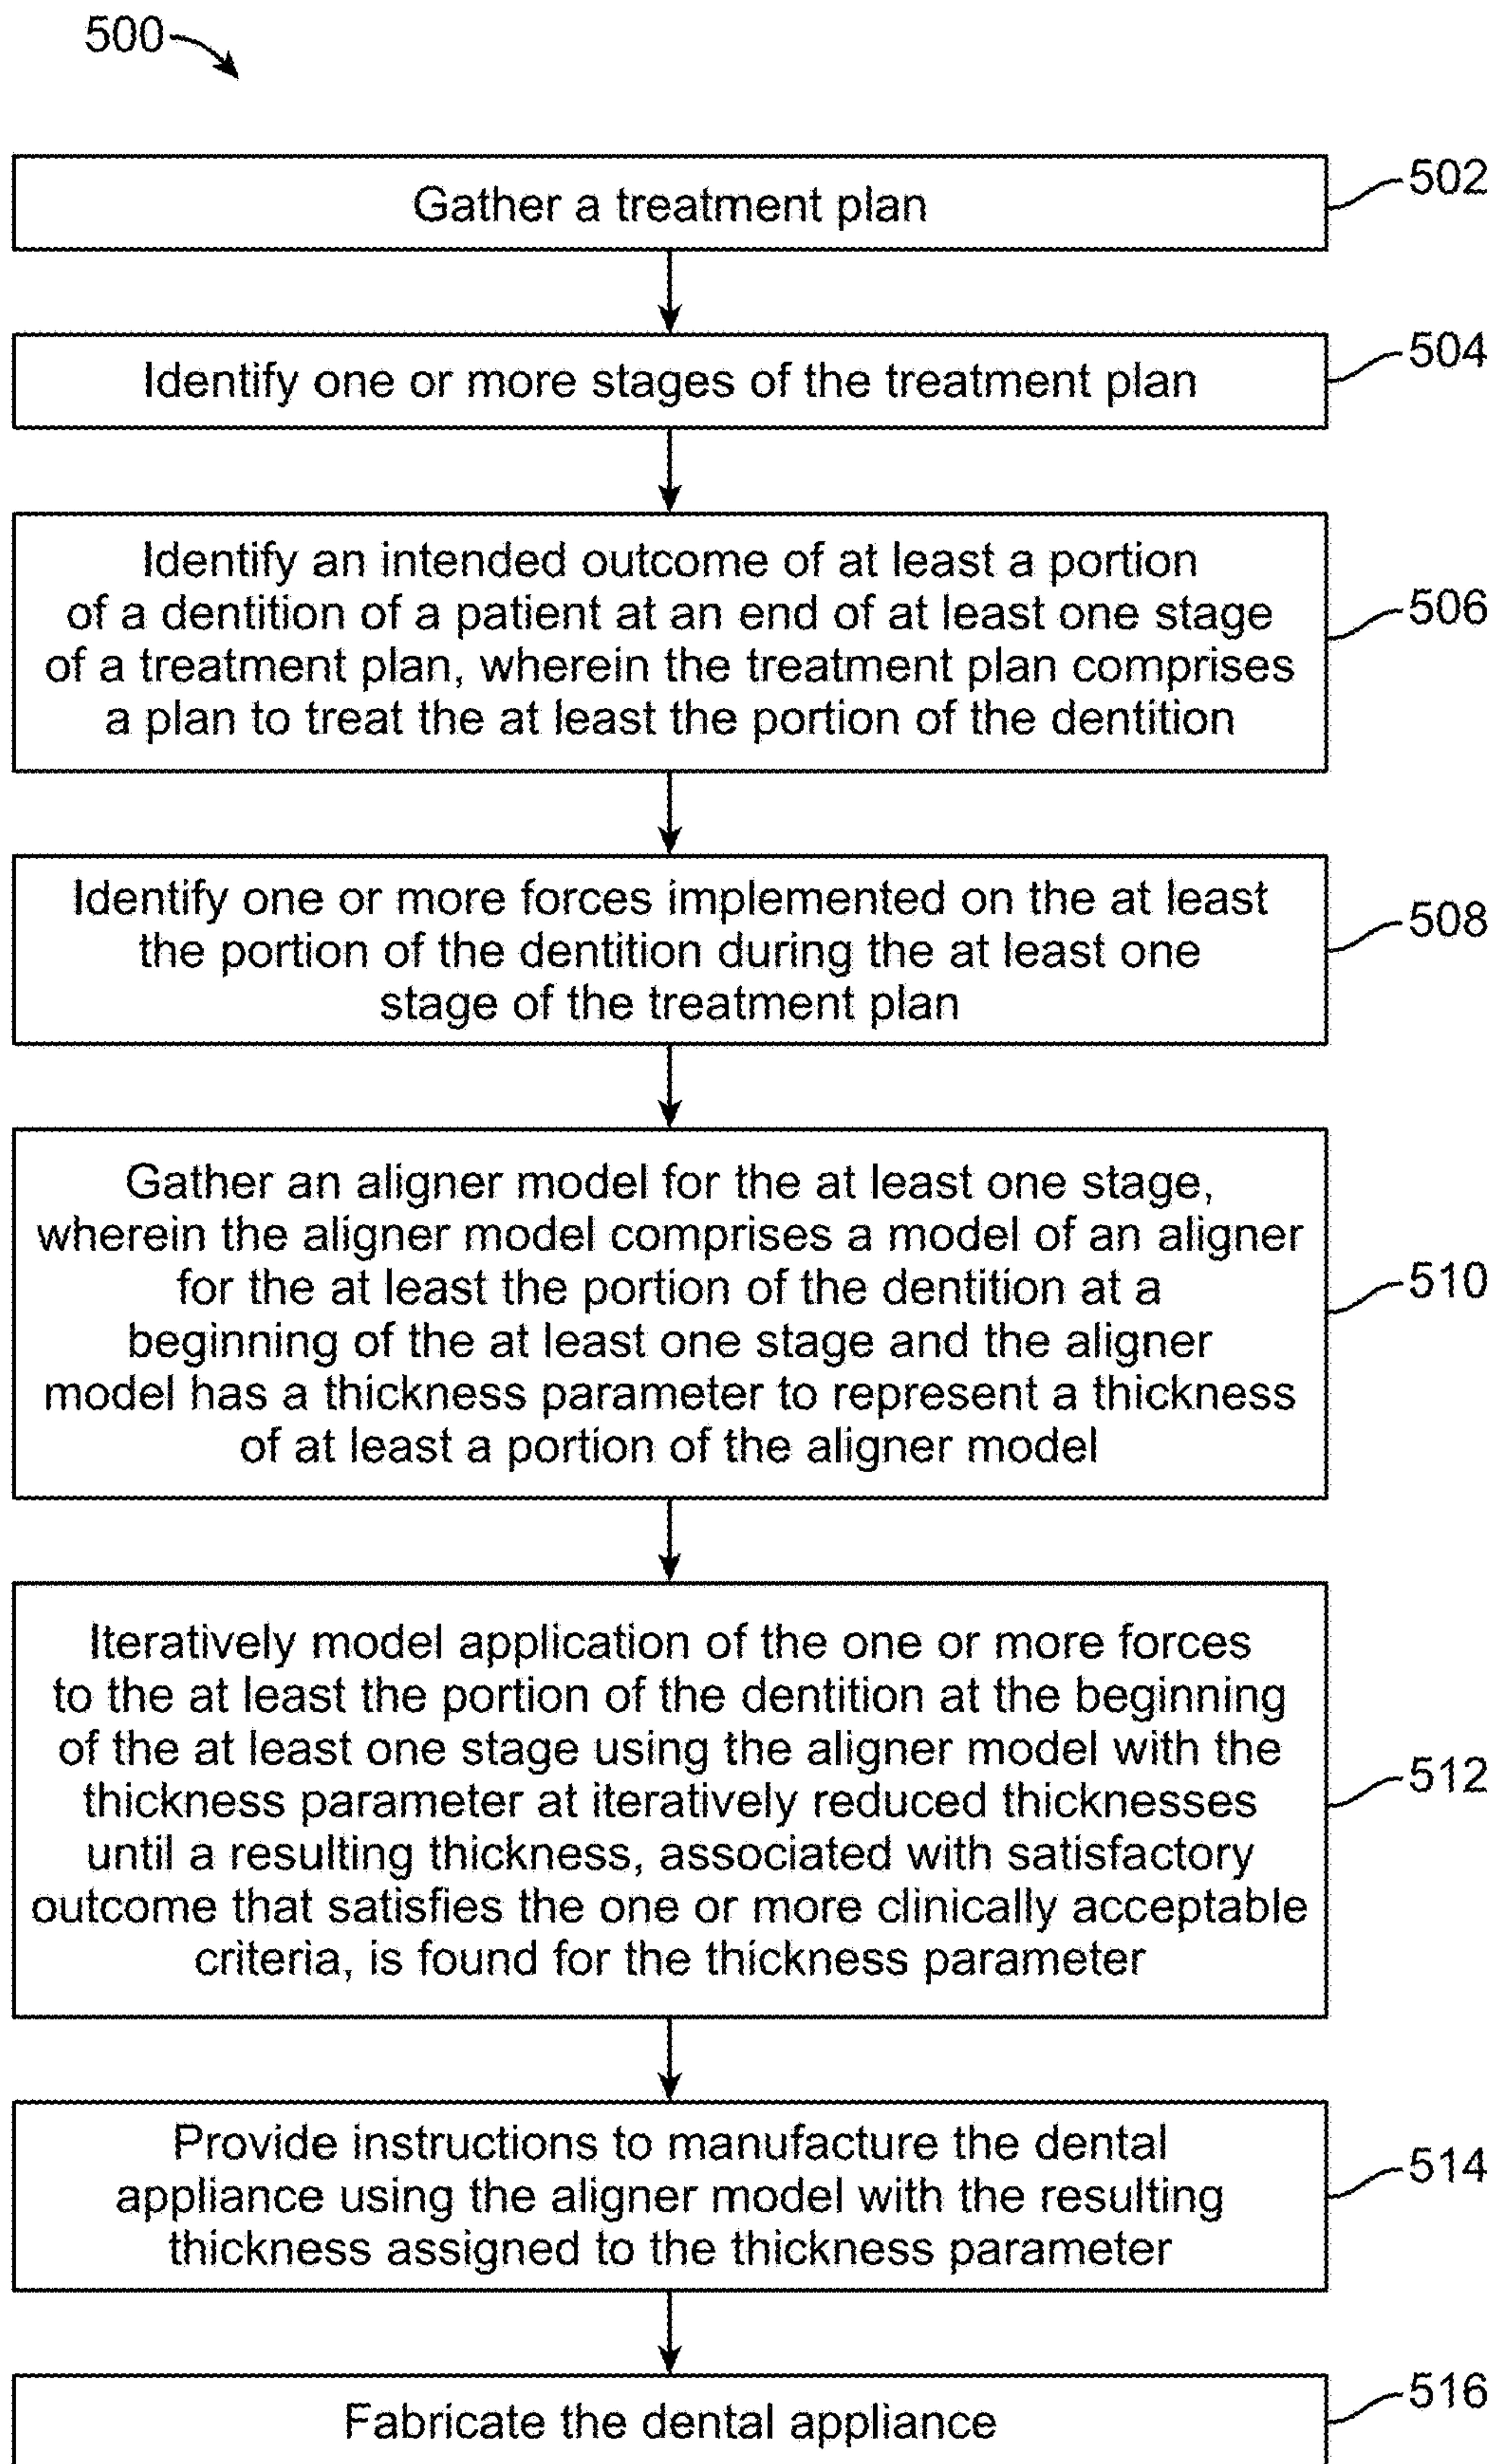 500
Gather a treatment plan
502
Identify one or more stages of the treatment plan
504
Identify an intended outcome of at least a portion
of a dentition of a patient at an end of at least one stage
of a treatment plan, wherein the treatment plan comprises
a plan to treat the at least the portion of the dentition
506
Identify one or more forces implemented on the at least
the portion of the dentition during the at least one
stage of the treatment plan
508
Gather an aligner model for the at least one stage,
wherein the aligner model comprises a model of an aligner
for the at least the portion of the dentition at a
beginning of the at least one stage and the aligner
model has a thickness parameter to represent a thickness
of at least a portion of the aligner model
510
Iteratively model application of the one or more forces
to the at least the portion of the dentition at the beginning
of the at least one stage using the aligner model with the
thickness parameter at iteratively reduced thicknesses
until a resulting thickness, associated with satisfactory
outcome that satisfies the one or more clinically acceptable
criteria, is found for the thickness parameter
512
Provide instructions to manufacture the dental
appliance using the aligner model with the resulting
thickness assigned to the thickness parameter
514
Fabricate the dental appliance
516